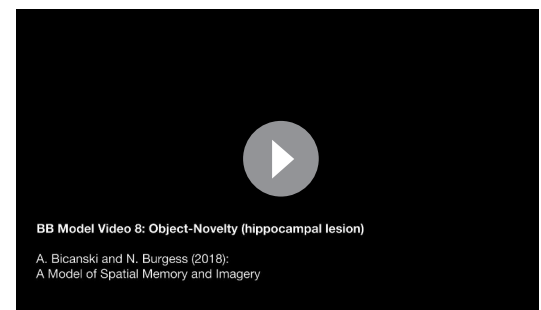 BB Model Video 8: Object-Novelty (hippocampal lesion)
A. Bicanski and N. Burgess (2018):
A Model of Spatial Memory and Imagery